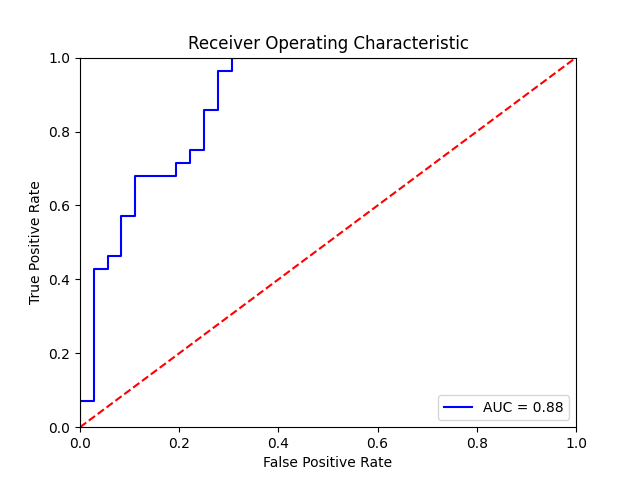 Receiver Operating Characteristic
1.0
0.8
0.6
0.4
0.2
0.0
True Positive Rate
AUC = 0.88
0.0 0.2 0.4 0.6 0.8 1.0
False Positive Rate